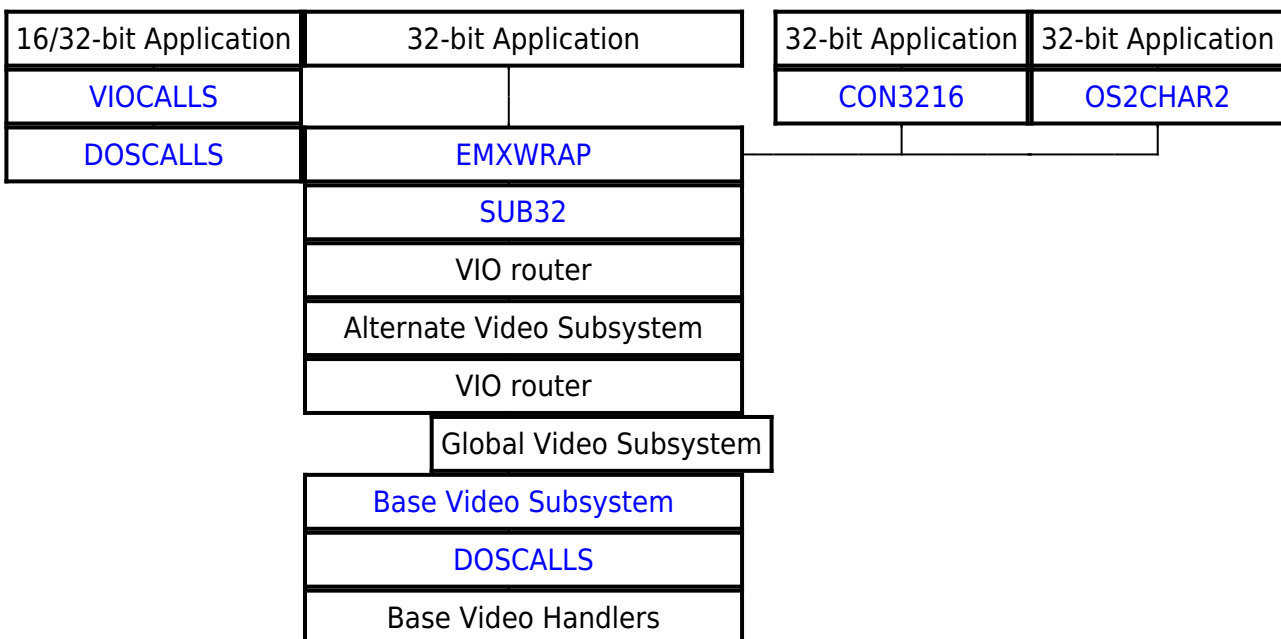 16/32-bit Application 32-bit Application 32-bit Application 32-bit Application
VIOCALLS CON3216 OS2CHAR2
DOSCALLS EMXWRAP
SUB32
VIO router
Alternate Video Subsystem
VIO router
Global Video Subsystem
Base Video Subsystem
DOSCALLS
Base Video Handlers